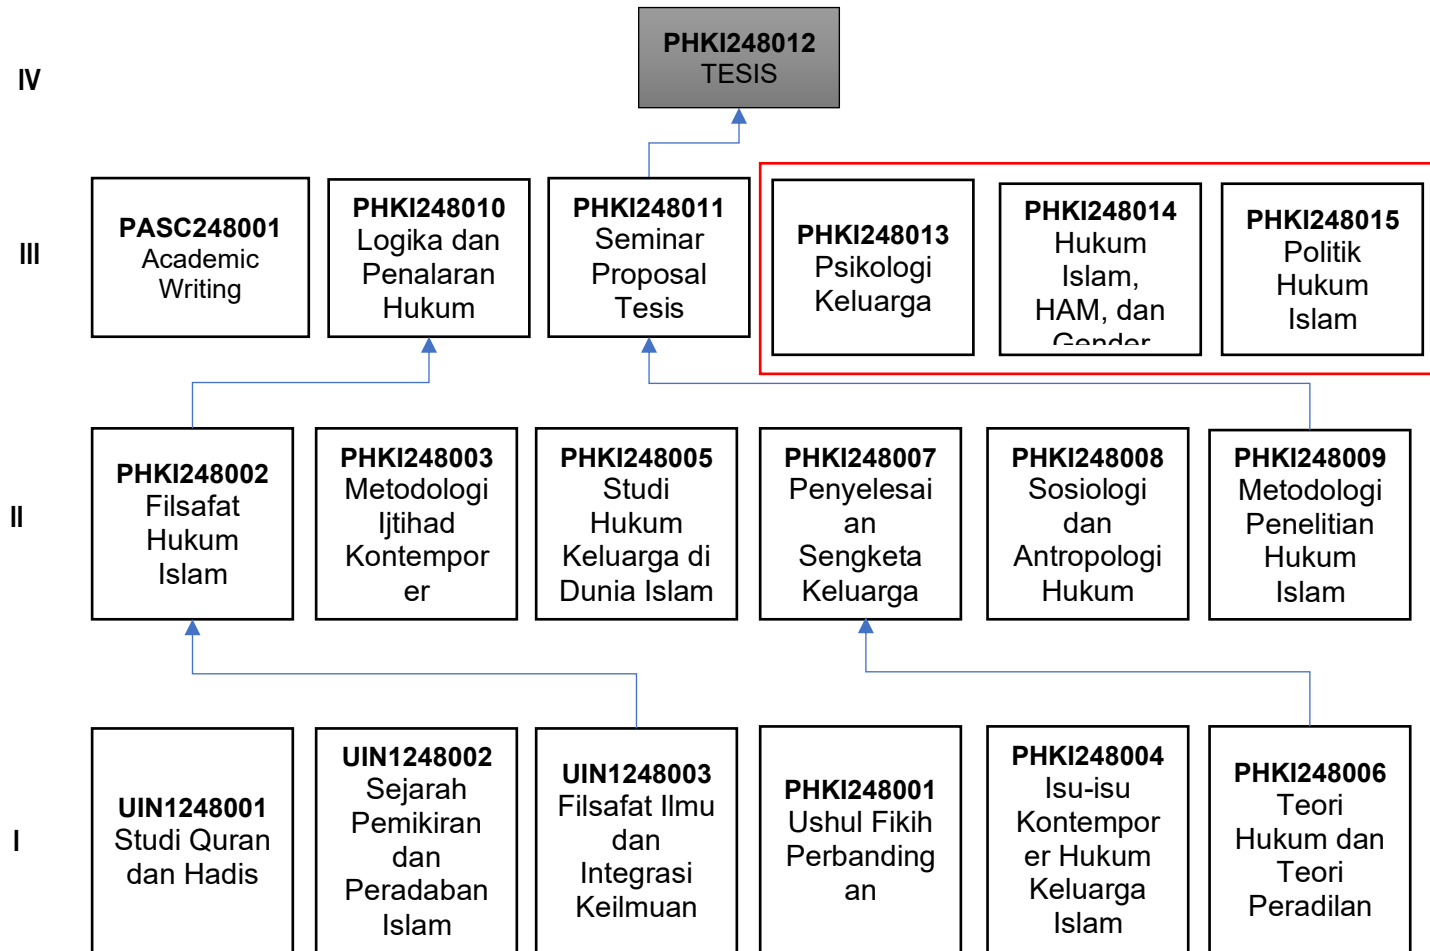 PHKI248012
TESIS
IV
PASC248001
Academic
Writing
PHKI248010
Logika dan
Penalaran
Hukum
PHKI248011
Seminar
Proposal
Tesis
PHKI248013
Psikologi
Keluarga
PHKI248014
Hukum
Islam,
HAM, dan
Gender
PHKI248015
Politik
Hukum
Islam
III
PHKI248002
Filsafat
Hukum
Islam
PHKI248003
Metodologi
Ijtihad
Kontempor
er
PHKI248005
Studi
Hukum
Keluarga di
Dunia Islam
PHKI248007
Penyelesai
an
Sengketa
Keluarga
PHKI248008
Sosiologi
dan
Antropologi
Hukum
PHKI248009
Metodologi
Penelitian
Hukum
Islam
II
UIN1248001
Studi Quran
dan Hadis
UIN1248002
Sejarah
Pemikiran
dan
Peradaban
Islam
UIN1248003
Filsafat Ilmu
dan
Integrasi
Keilmuan
PHKI248001
Ushul Fikih
Perbanding
an
PHKI248004
Isu-isu
Kontempor
er Hukum
Keluarga
Islam
PHKI248006
Teori
Hukum dan
Teori
Peradilan
I